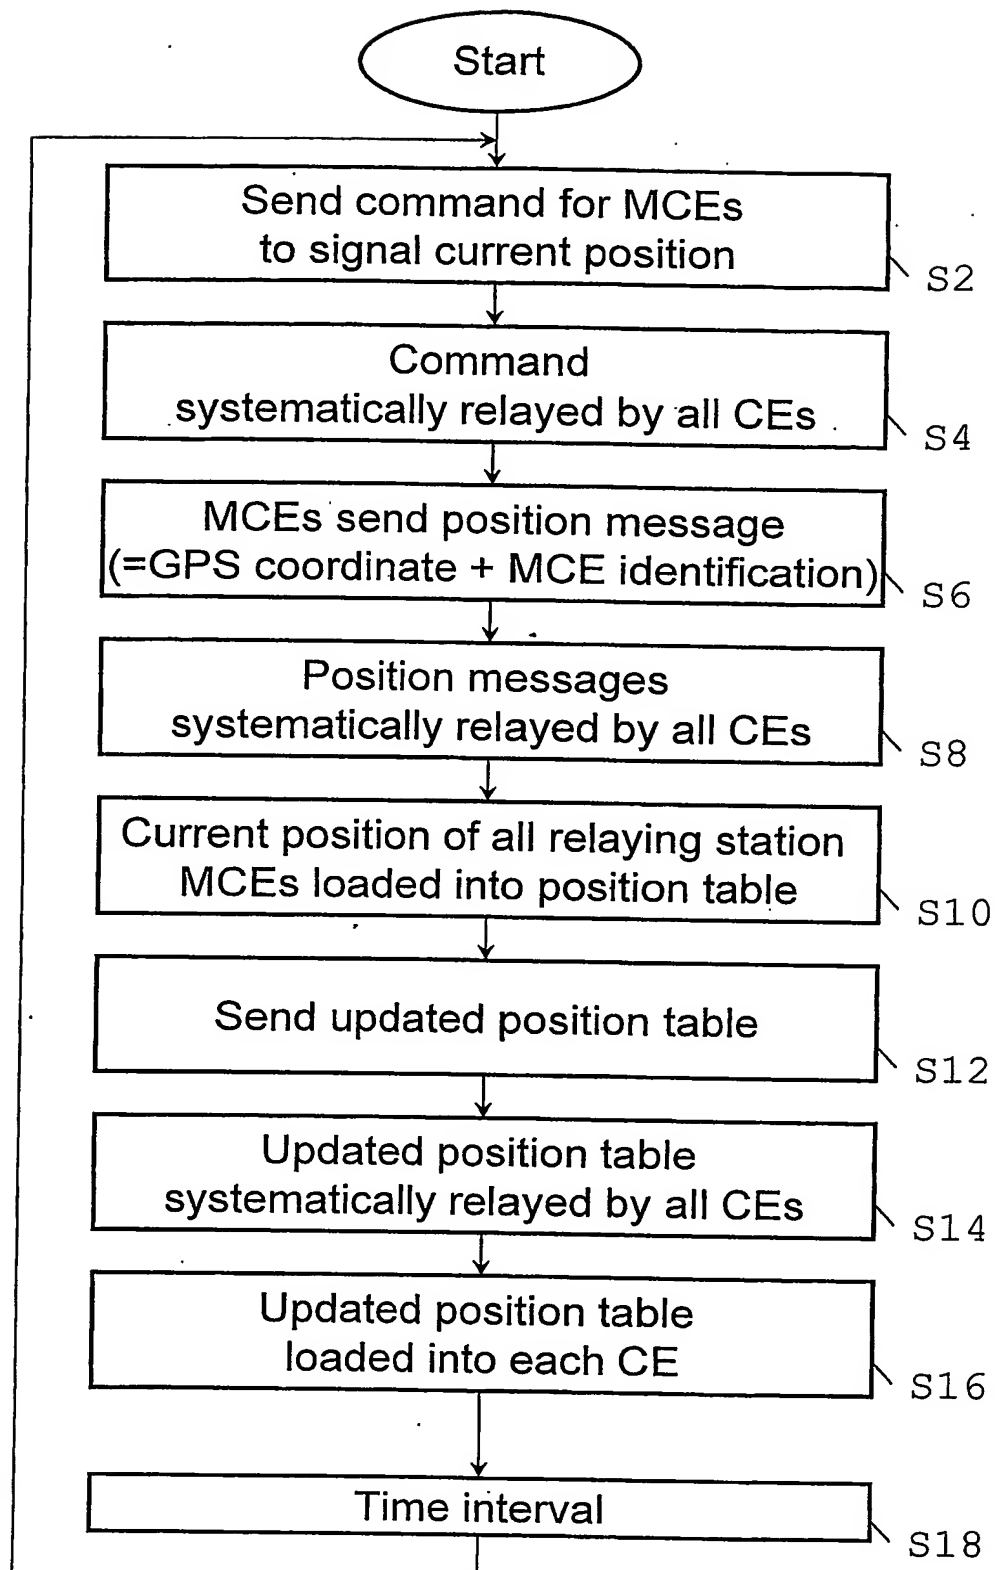 Start
Send command for MCEs
to signal current position
S2
Command
systematically relayed by all CEs
S4
MCEs send position message
(=GPS coordinate + MCE identification)
S6
Position messages
systematically relayed by all CEs
S8
Current position of all relaying station
MCEs loaded into position table
S10
Send updated position table
S12
Updated position table
systematically relayed by all CEs
S14
Updated position table
loaded into each CE
S16
Time interval
S18